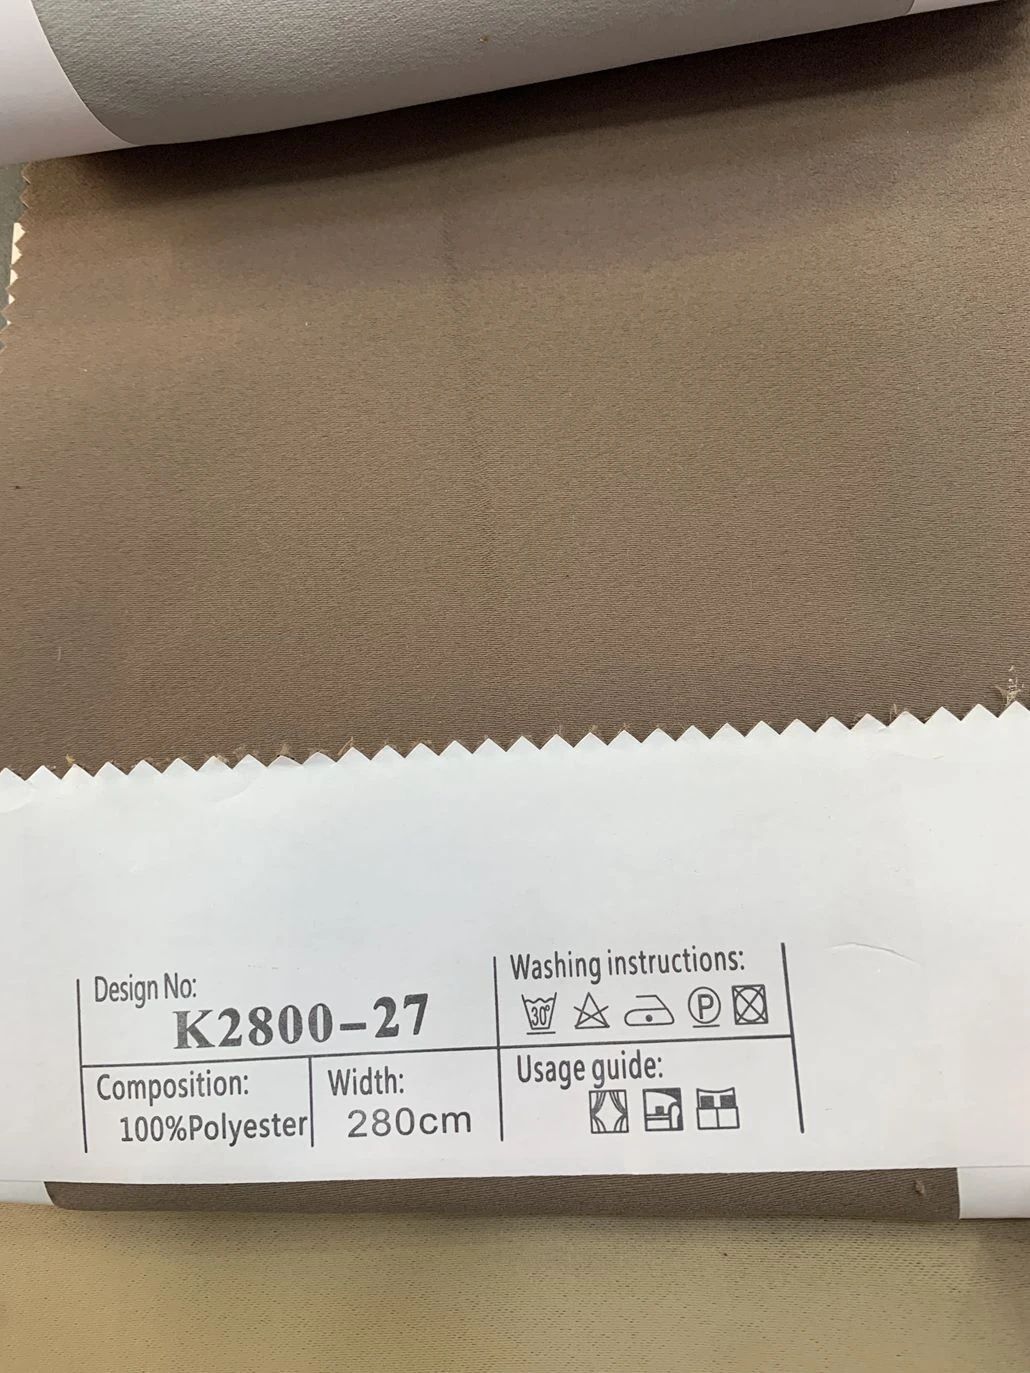 Design No:
K2800-27
Washing instructions:
30° P
Composition:
100%Polyester
Width:
280cm
Usage guide: